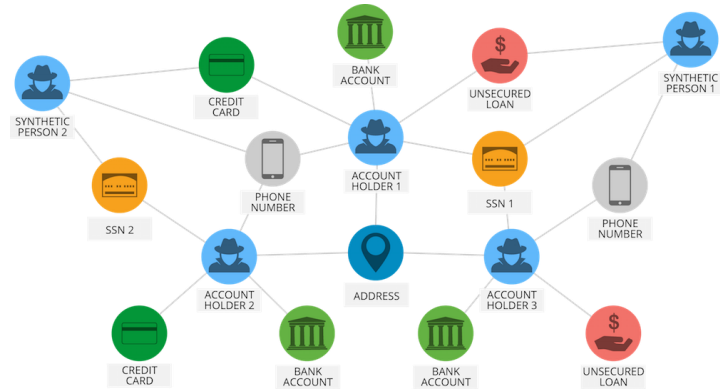 BANK
ACCOUNT
SYNTHETIC
PERSON 1
UNSECURED
LOAN
CREDIT
CARD
SYNTHETIC
PERSON 2
ACCOUNT
HOLDER 1
PHONE
NUMBER
SSN 1
SSN 2
PHONE
NUMBER
ADDRESS
ACCOUNT
HOLDER 2
ACCOUNT
HOLDER 3
CREDIT
CARD
BANK
ACCOUNT
BANK
ACCOUNT
UNSECURED
LOAN